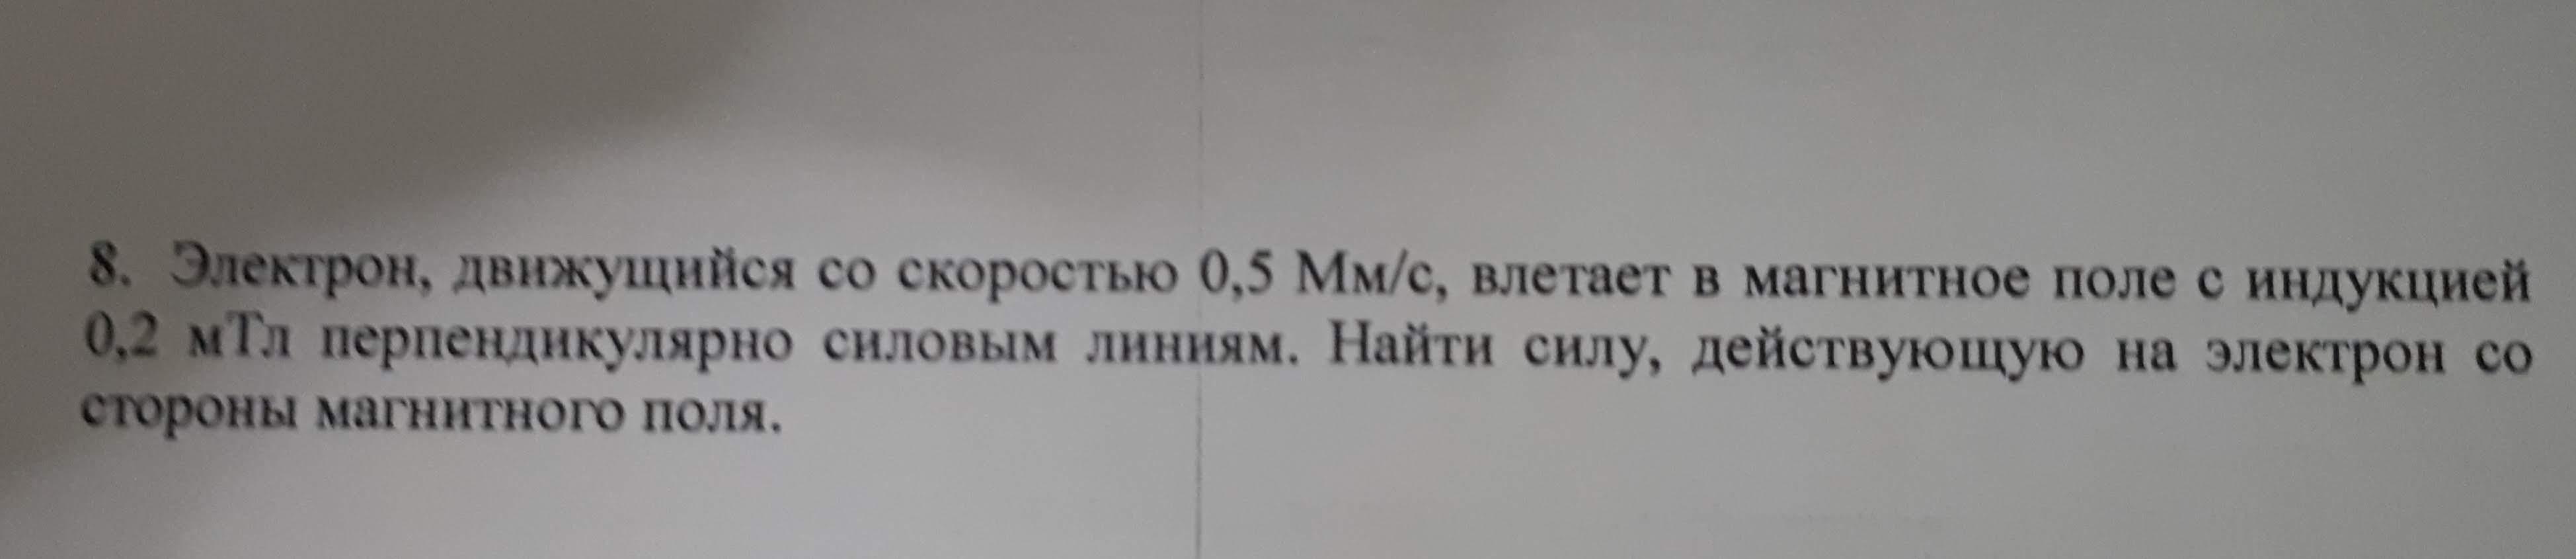 8. Электрон, движущийся со скоростью 0,5 Мм/с, влетает в магнитное поле с индукцией
0,2 мТл перпендикулярно силовым линиям. Найти силу, действующую на электрон со
стороны магнитного поля.